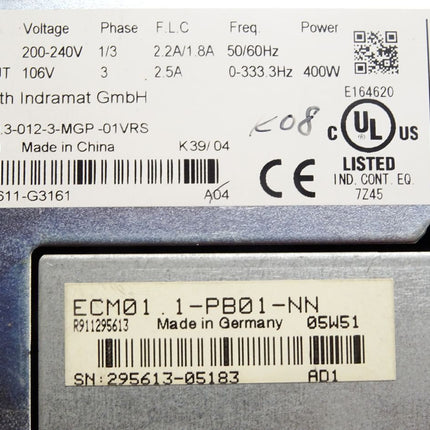 Voltage Phase F.L.C Freq. Power
200-240V 1/3 2.2A/1.8A 50/60Hz
UT 106V 3 2.5A 0-333.3Hz 400W
th Indramat GmbH
E164620
.3-012-3-MGP -01VRS
K08
C UL US
Made in China K39/04
LISTED
IND. CONT. EQ.
7Z45
CE
611-G3161 A04
ECM01.1-PB01-NN
R911295613 Made in Germany 05W51
SN:295613-05183 AD1